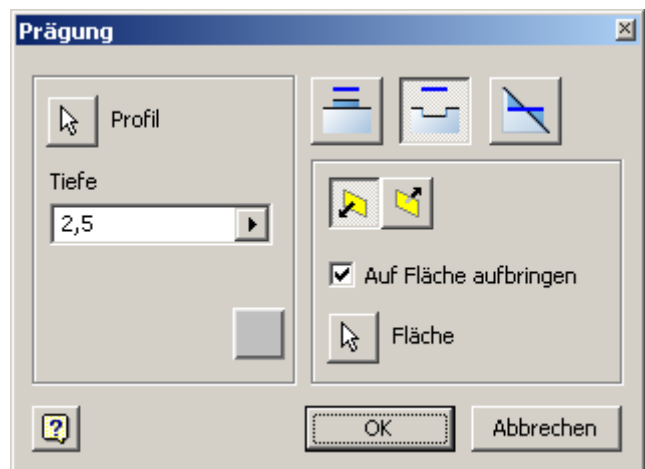 Prägung
Profil
Tiefe
2,5
Auf Fläche aufbringen
Fläche
OK
Abbrechen